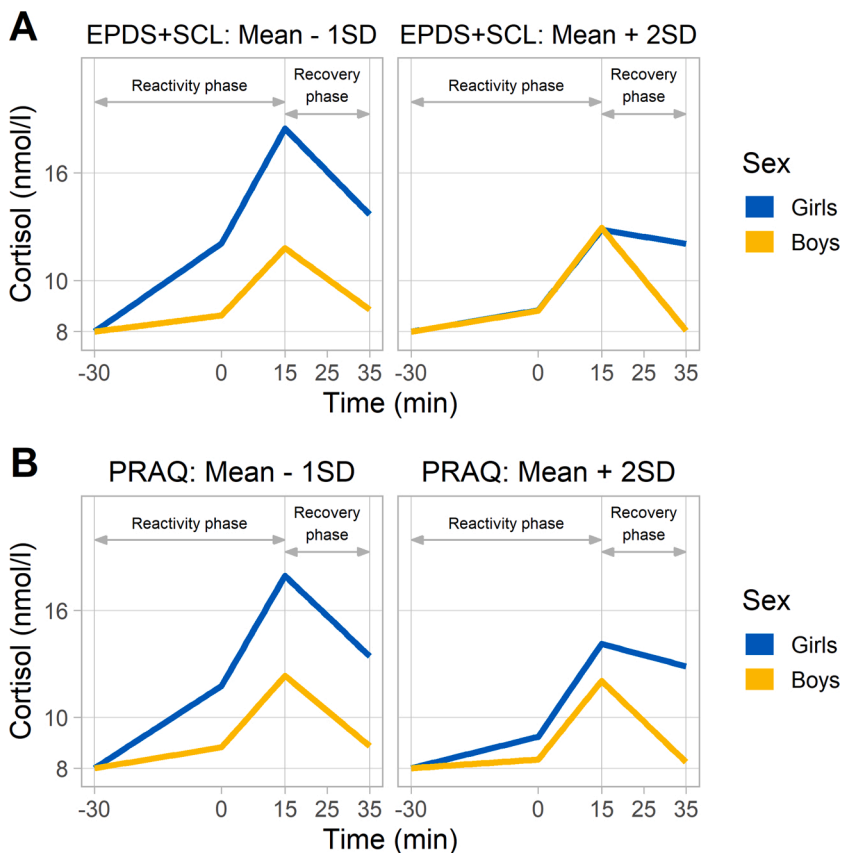 A
EPDS+SCL: Mean - 1SD
EPDS+SCL: Mean + 2SD
Reactivity phase
Recovery
phase
Reactivity phase
Recovery
phase
Cortisol (nmol/l)
16
10
8
-30 0 15 25 35
-30 0 15 25 35
Time (min)
Sex
Girls
Boys
B
PRAQ: Mean - 1SD
PRAQ: Mean + 2SD
Reactivity phase
Recovery
phase
Reactivity phase
Recovery
phase
Cortisol (nmol/l)
16
10
8
-30 0 15 25 35
-30 0 15 25 35
Time (min)
Sex
Girls
Boys